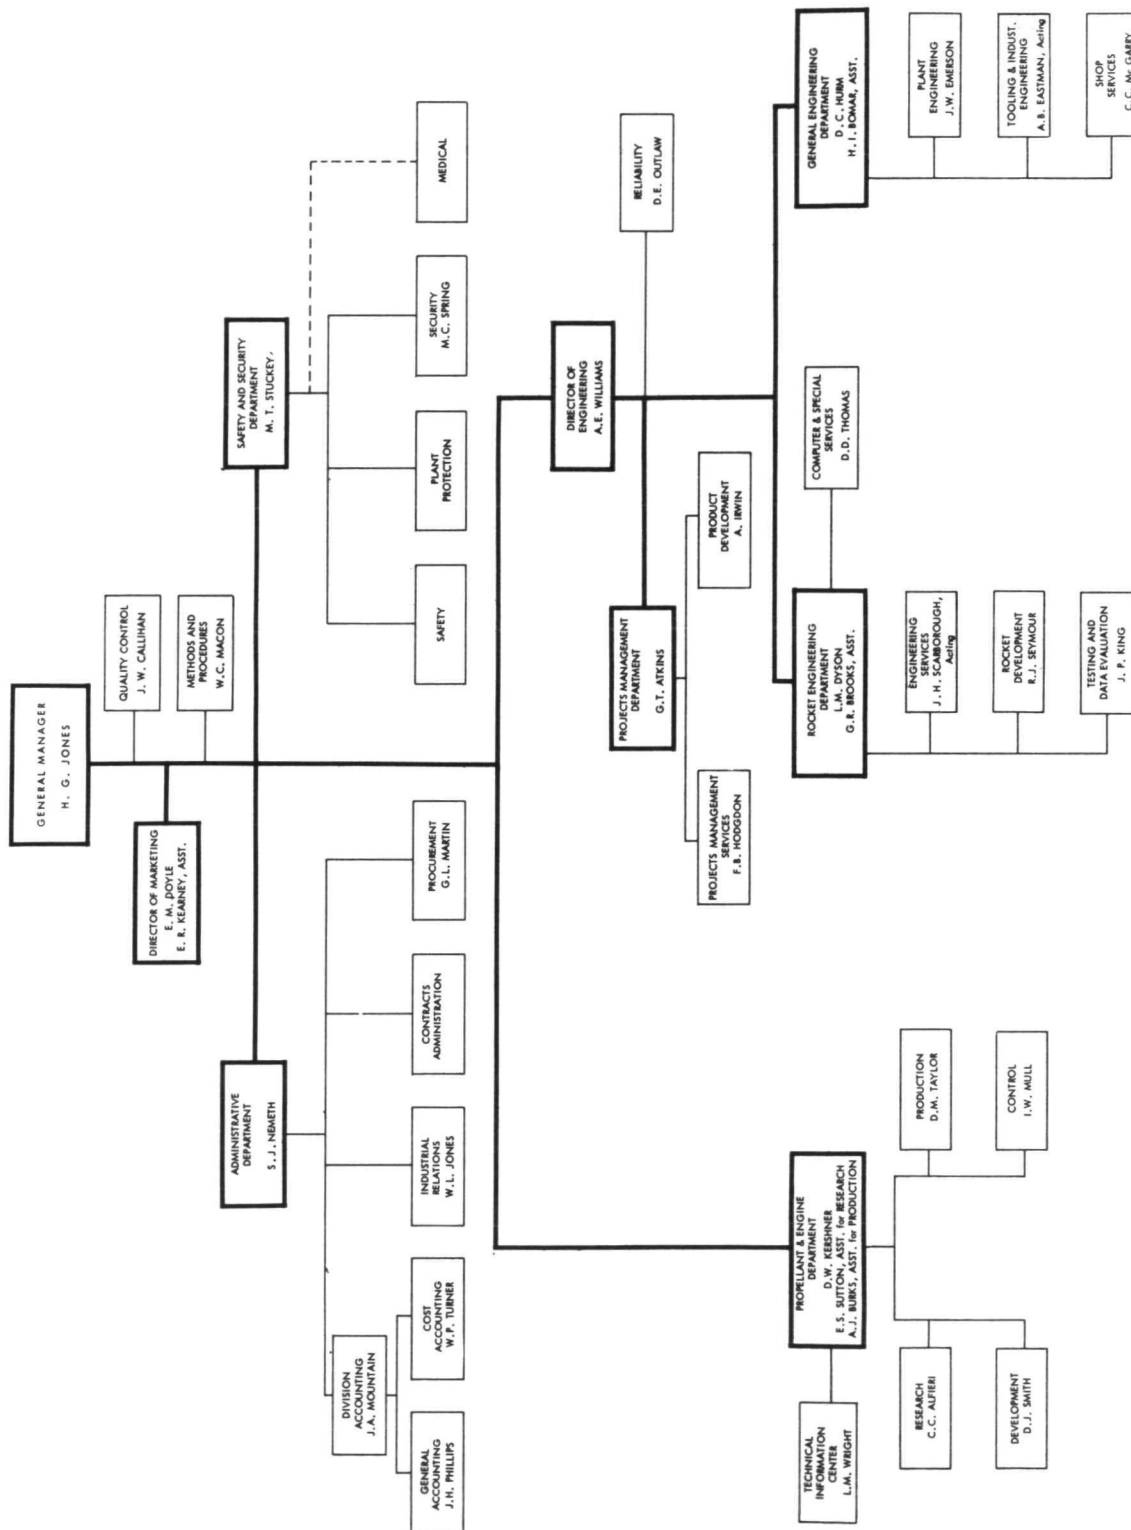 GENERAL MANAGER
H. G. JONES
QUALITY CONTROL
J. W. CALLIHAN
METHODS AND
PROCEDURES
W.C. MACON
DIRECTOR OF MARKETING
E. M. DOYLE
E. R. KEARNEY, ASST.
ADMINISTRATIVE
DEPARTMENT
S. J. NEMETH
SAFETY AND SECURITY
DEPARTMENT
M. T. STUCKEY,
DIVISION
ACCOUNTING
J.A. MOUNTAIN
GENERAL
ACCOUNTING
J.H. PHILLIPS
COST
ACCOUNTING
W.P. TURNER
INDUSTRIAL
RELATIONS
W.L. JONES
CONTRACTS
ADMINISTRATION
PROCUREMENT
G.L. MARTIN
SAFETY
PLANT
PROTECTION
SECURITY
M.C. SPRING
MEDICAL
DIRECTOR OF
ENGINEERING
A.E. WILLIAMS
RELIABILITY
D.E. OUTLAW
PROJECTS MANAGEMENT
DEPARTMENT
G.T. ATKINS
PROJECTS MANAGEMENT
SERVICES
F.B. HODGDON
PRODUCT
DEVELOPMENT
A. IRWIN
PROPELLANT & ENGINE
DEPARTMENT
D.W. KERSHNER
E.S. SUTTON, ASST. for RESEARCH
A.J. BURKS, ASST. for PRODUCTION
TECHNICAL
INFORMATION
CENTER
L.M. WRIGHT
RESEARCH
C.C. ALFIERI
PRODUCTION
D.M. TAYLOR
DEVELOPMENT
D.J. SMITH
CONTROL
I.W. MULL
ROCKET ENGINEERING
DEPARTMENT
L.M. DYSON
G.R. BROOKS, ASST.
COMPUTER & SPECIAL
SERVICES
D.D. THOMAS
ENGINEERING
SERVICES
J.H. SCARBOROUGH,
Acting
ROCKET
DEVELOPMENT
R.J. SEYMOUR
TESTING AND
DATA EVALUATION
J. P. KING
GENERAL ENGINEERING
DEPARTMENT
D.C. HURM
H.I. BOMAR, ASST.
PLANT
ENGINEERING
J.W. EMERSON
TOOLING & INDUST.
ENGINEERING
A.B. EASTMAN, Acting
SHOP
SERVICES
C.C. Mc GARRY